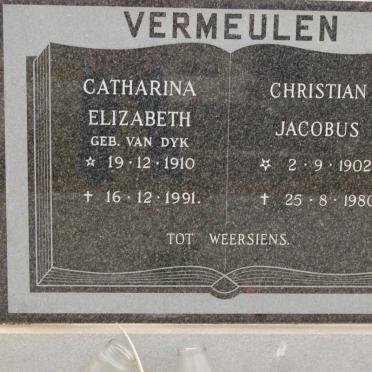 VERMEULEN
CATHARINA
ELIZABETH
GEB. VAN DYK
☆ 19·12·1910
† 16·12·1991.
CHRISTIAN
JACOBUS
☆ 2·9·1902
† 25·8·1980
TOT WEERSIENS.